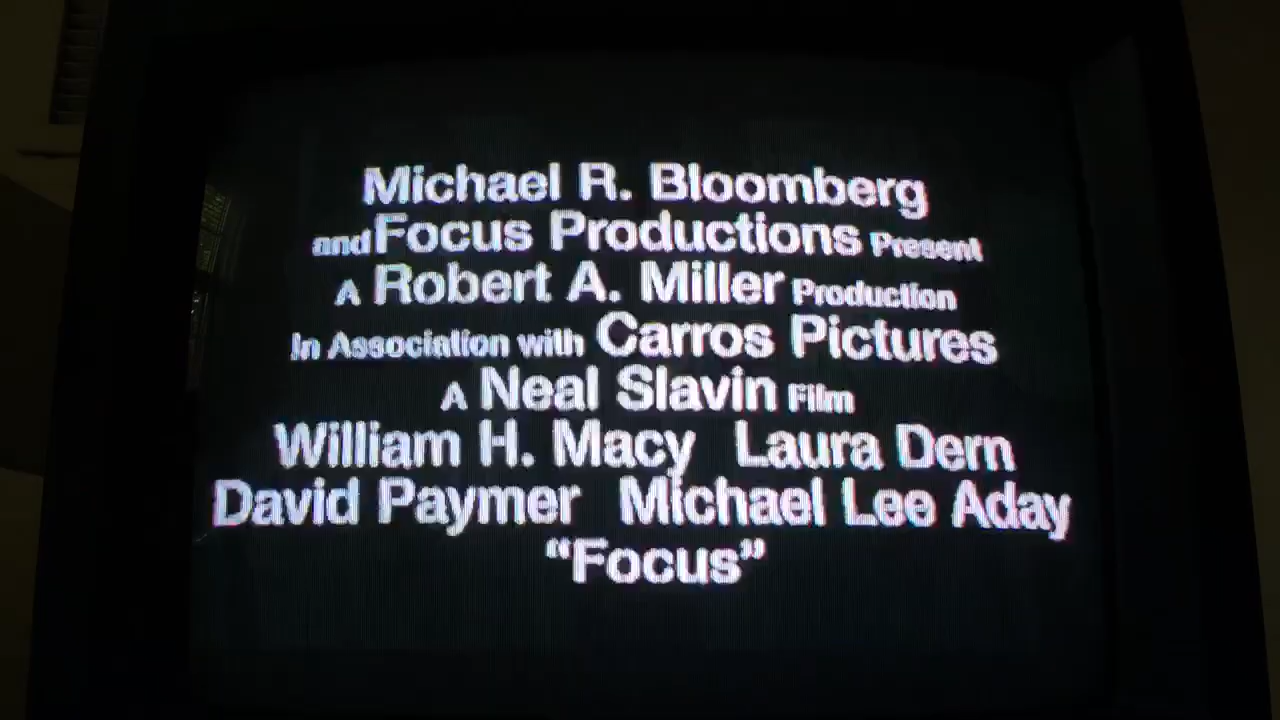 Michael R. Bloomberg
and Focus Productions Present
A Robert A. Miller Production
In Association with Carros Pictures
A Neal Slavin Film
William H. Macy Laura Dern
David Paymer Michael Lee Aday
“Focus”